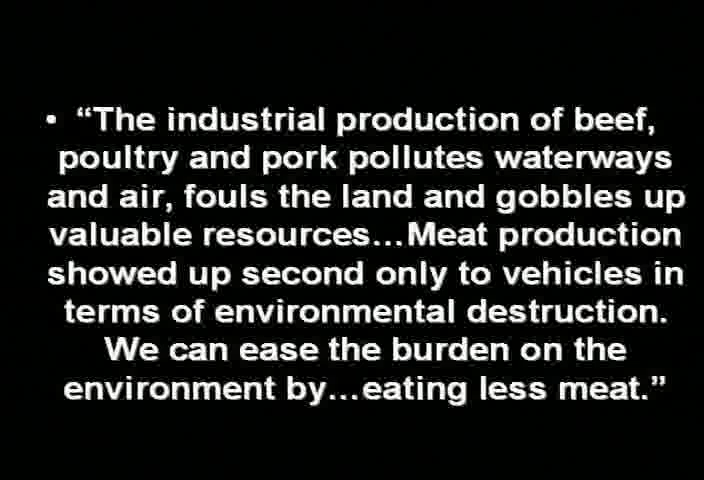 • “The industrial production of beef,
poultry and pork pollutes waterways
and air, fouls the land and gobbles up
valuable resources…Meat production
showed up second only to vehicles in
terms of environmental destruction.
We can ease the burden on the
environment by…eating less meat.”